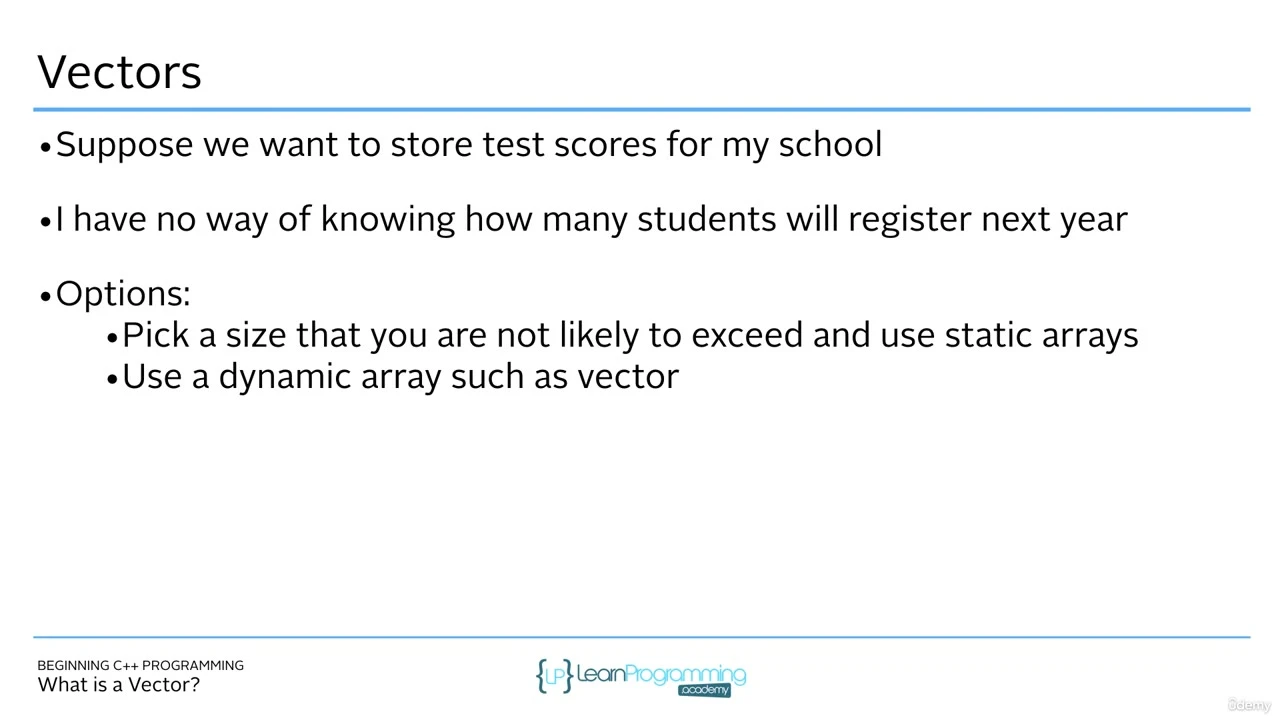 Vectors
•Suppose we want to store test scores for my school
•I have no way of knowing how many students will register next year
•Options:
•Pick a size that you are not likely to exceed and use static arrays
•Use a dynamic array such as vector
BEGINNING C++ PROGRAMMING
What is a Vector?
{LP} LearnProgramming
.academy
ûdemy